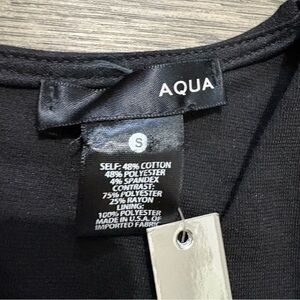 AQUA
S
SELF: 48% COTTON
48% POLYESTER
4% SPANDEX
CONTRAST:
75% POLYESTER
25% RAYON
LINING:
100% POLYESTER
MADE IN U.S.A. OF
IMPORTED FABRIC